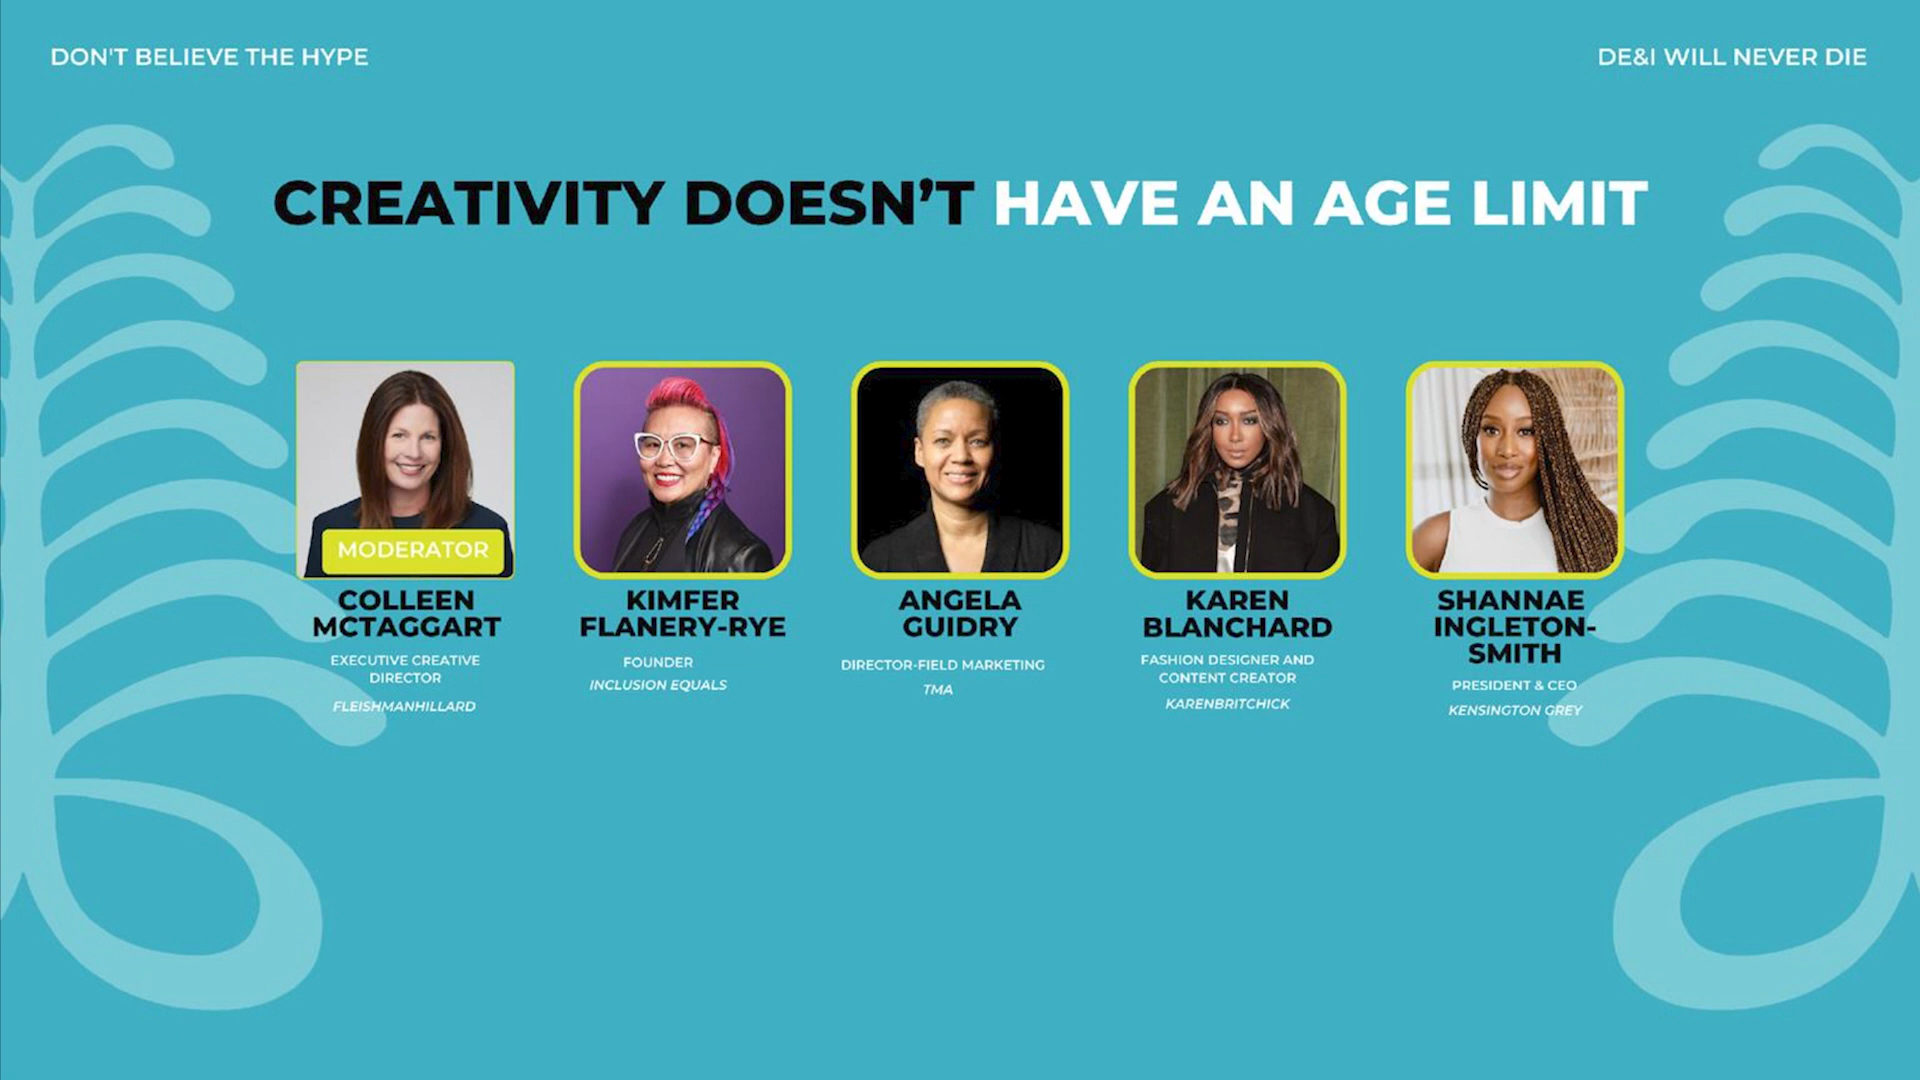 DON'T BELIEVE THE HYPE
DE&I WILL NEVER DIE
CREATIVITY DOESN'T HAVE AN AGE LIMIT
MODERATOR
COLLEEN
MCTAGGART
EXECUTIVE CREATIVE
DIRECTOR
FLEISHMANHILLARD
KIMFER
FLANERY-RYE
FOUNDER
INCLUSION EQUALS
ANGELA
GUIDRY
DIRECTOR-FIELD MARKETING
TMA
KAREN
BLANCHARD
FASHION DESIGNER AND
CONTENT CREATOR
KARENBRITCHICK
SHANNAE
INGLETON-
SMITH
PRESIDENT & CEO
KENSINGTON GREY